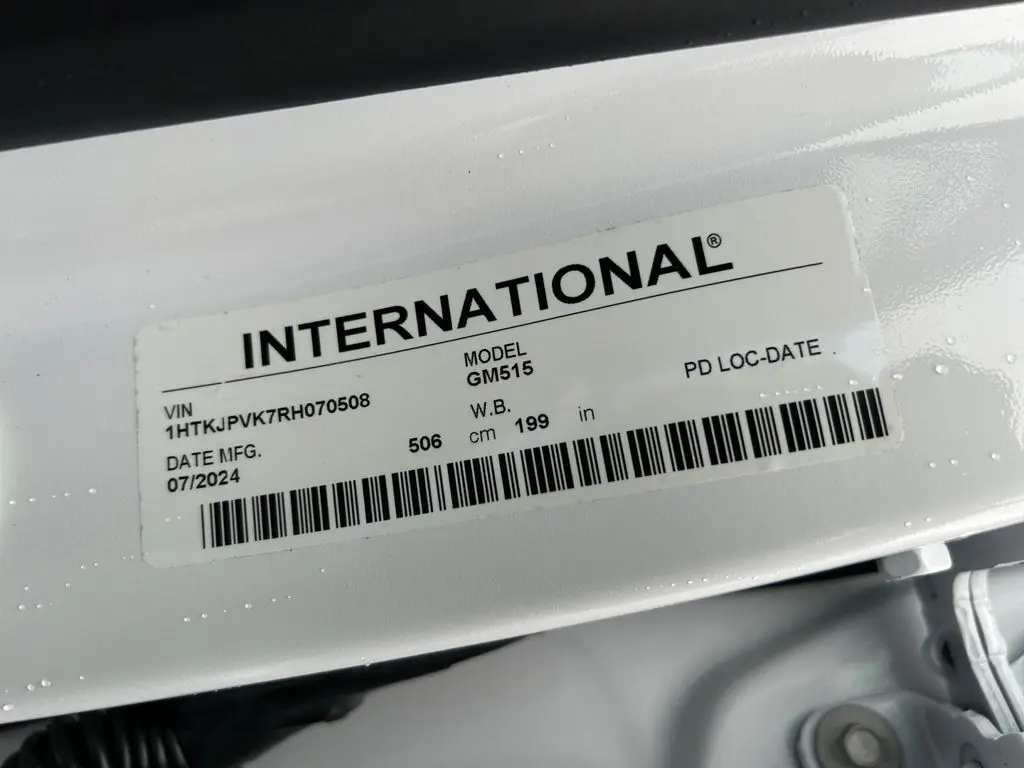 INTERNATIONAL®
VIN
1HTKJPVK7RH070508
MODEL
GM515
PD LOC-DATE
DATE MFG.
07/2024
W.B.
506 cm 199 in